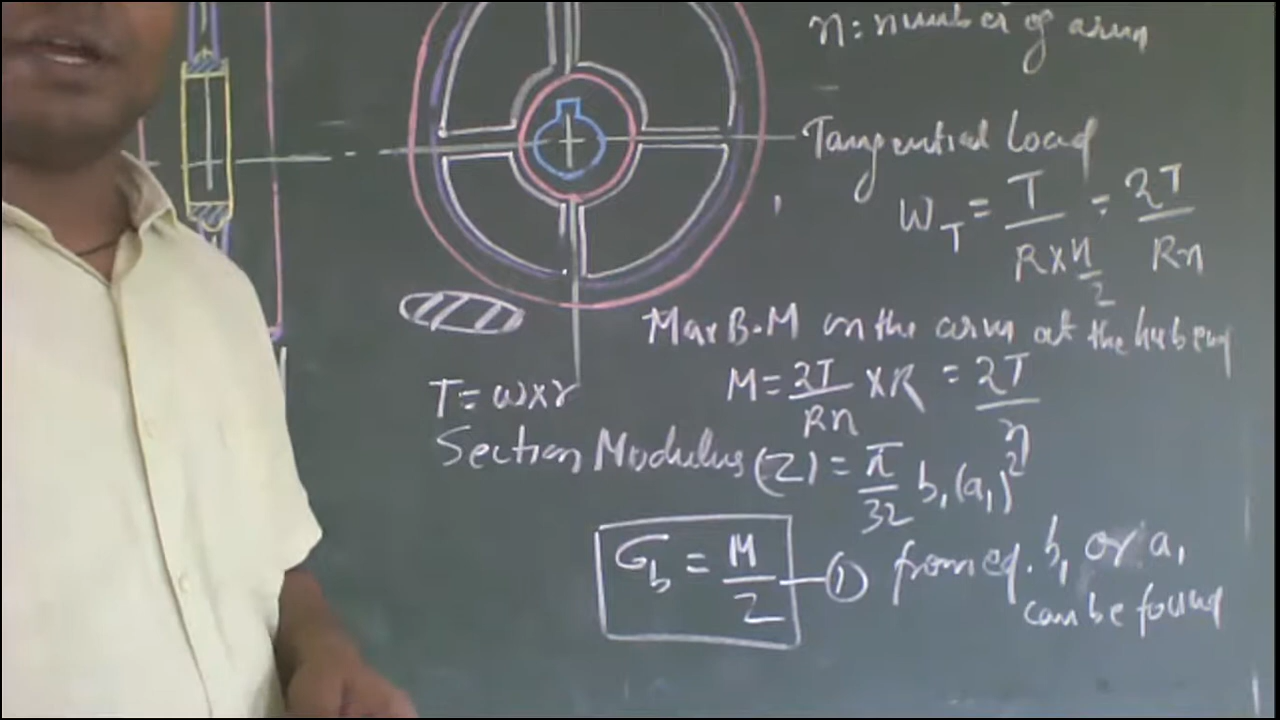 n: number of arm
Tangential Load
W_T = T / (R x n/2) = 2T / Rn
Max B.M on the arm at the hub end
T = W x r
M = 2T / Rn x R = 2T / n
Section Modulus (Z) = π/32 b₁(a₁)²
σ_b = M / Z — ① from eq. b₁ or a₁
can be found